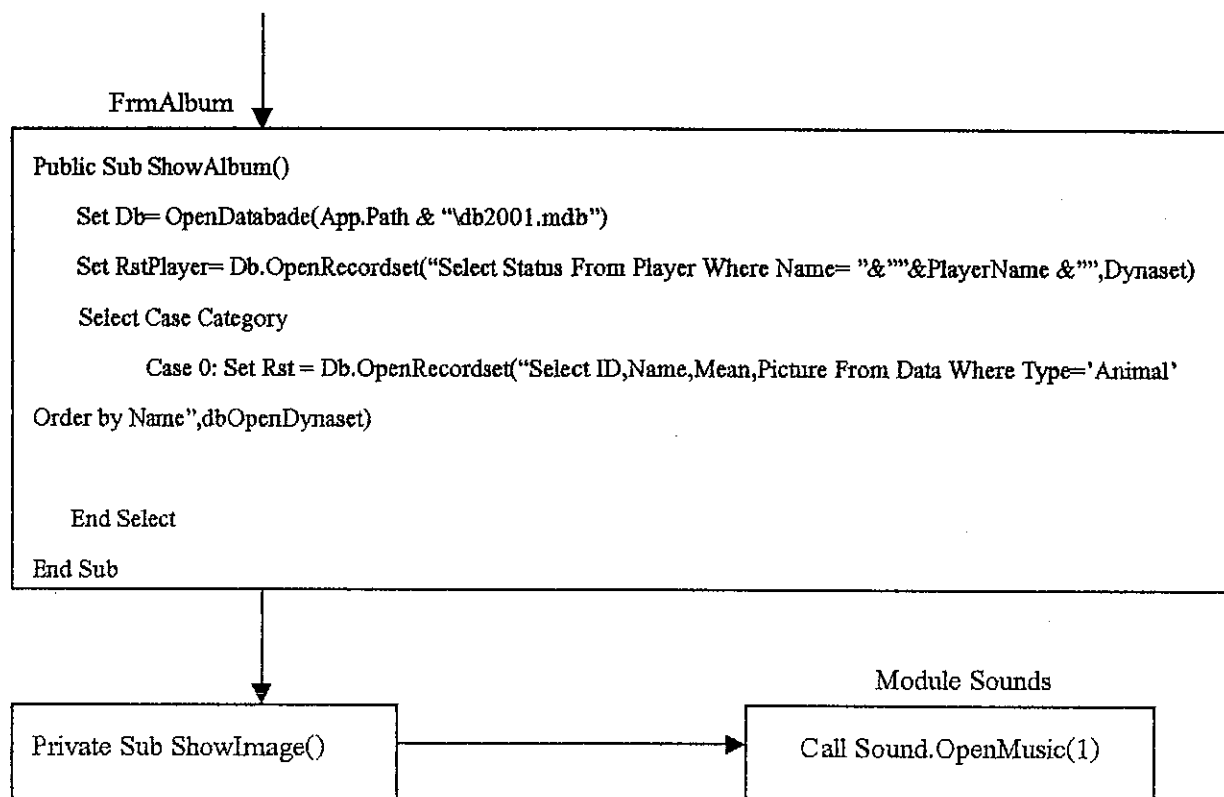 FrmAlbum
Public Sub ShowAlbum()
Set Db= OpenDatabade(App.Path & “\db2001.mdb”)
Set RstPlayer= Db.OpenRecordset(“Select Status From Player Where Name= ”&””&PlayerName &””,Dynaset)
Select Case Category
Case 0: Set Rst = Db.OpenRecordset(“Select ID,Name,Mean,Picture From Data Where Type=’Animal’
Order by Name”,dbOpenDynaset)
End Select
End Sub
Module Sounds
Private Sub ShowImage()
Call Sound.OpenMusic(1)